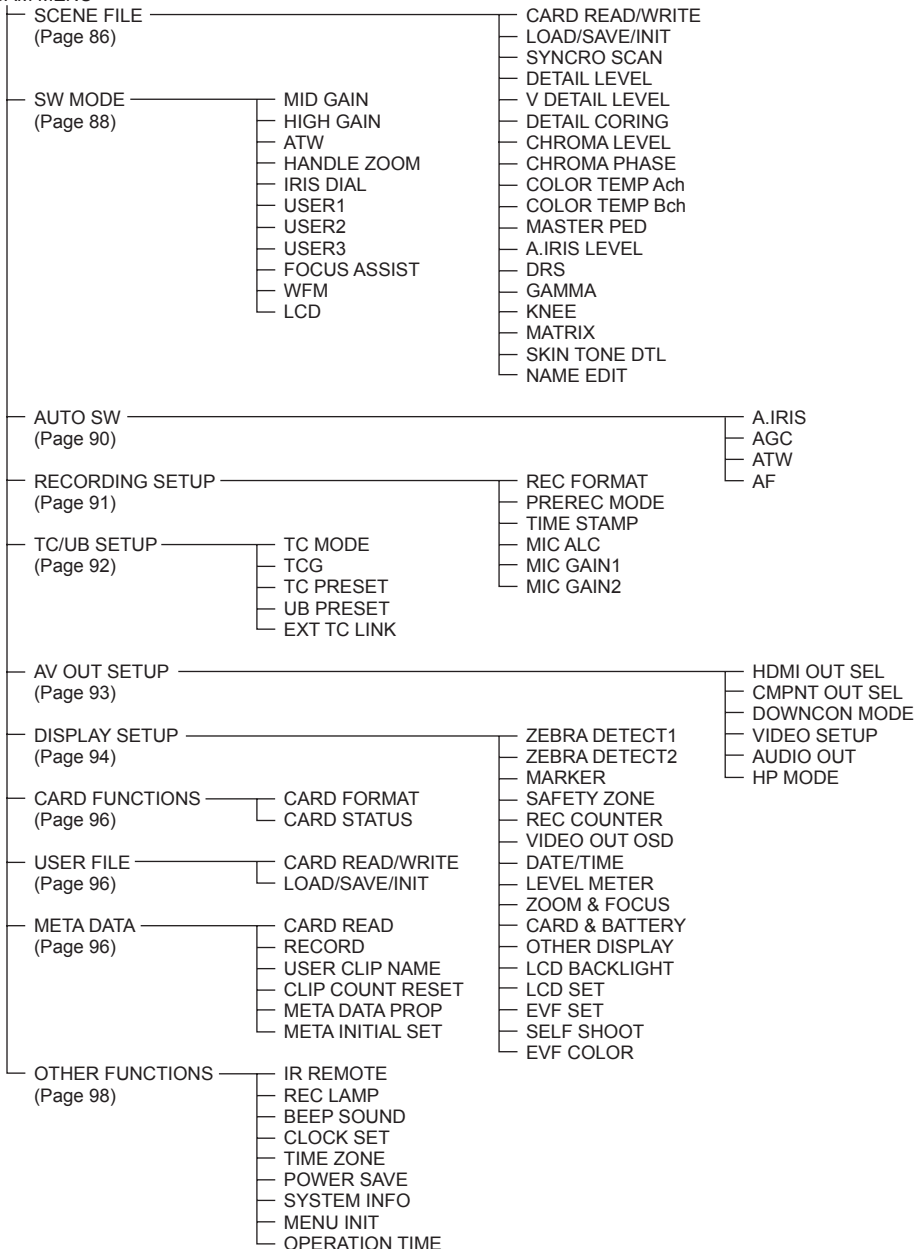 SCENE FILE
(Page 86)
CARD READ/WRITE
LOAD/SAVE/INIT
SYNCRO SCAN
DETAIL LEVEL
V DETAIL LEVEL
DETAIL CORING
CHROMA LEVEL
CHROMA PHASE
COLOR TEMP Ach
COLOR TEMP Bch
MASTER PED
A.IRIS LEVEL
DRS
GAMMA
KNEE
MATRIX
SKIN TONE DTL
NAME EDIT
SW MODE
(Page 88)
MID GAIN
HIGH GAIN
ATW
HANDLE ZOOM
IRIS DIAL
USER1
USER2
USER3
FOCUS ASSIST
WFM
LCD
AUTO SW
(Page 90)
A.IRIS
AGC
ATW
AF
RECORDING SETUP
(Page 91)
REC FORMAT
PREREC MODE
TIME STAMP
MIC ALC
MIC GAIN1
MIC GAIN2
TC/UB SETUP
(Page 92)
TC MODE
TCG
TC PRESET
UB PRESET
EXT TC LINK
AV OUT SETUP
(Page 93)
HDMI OUT SEL
CMPNT OUT SEL
DOWNCON MODE
VIDEO SETUP
AUDIO OUT
HP MODE
DISPLAY SETUP
(Page 94)
ZEBRA DETECT1
ZEBRA DETECT2
MARKER
SAFETY ZONE
REC COUNTER
VIDEO OUT OSD
DATE/TIME
LEVEL METER
ZOOM & FOCUS
CARD & BATTERY
OTHER DISPLAY
LCD BACKLIGHT
LCD SET
EVF SET
SELF SHOOT
EVF COLOR
CARD FUNCTIONS
(Page 96)
CARD FORMAT
CARD STATUS
USER FILE
(Page 96)
CARD READ/WRITE
LOAD/SAVE/INIT
META DATA
(Page 96)
CARD READ
RECORD
USER CLIP NAME
CLIP COUNT RESET
META DATA PROP
META INITIAL SET
OTHER FUNCTIONS
(Page 98)
IR REMOTE
REC LAMP
BEEP SOUND
CLOCK SET
TIME ZONE
POWER SAVE
SYSTEM INFO
MENU INIT
OPERATION TIME